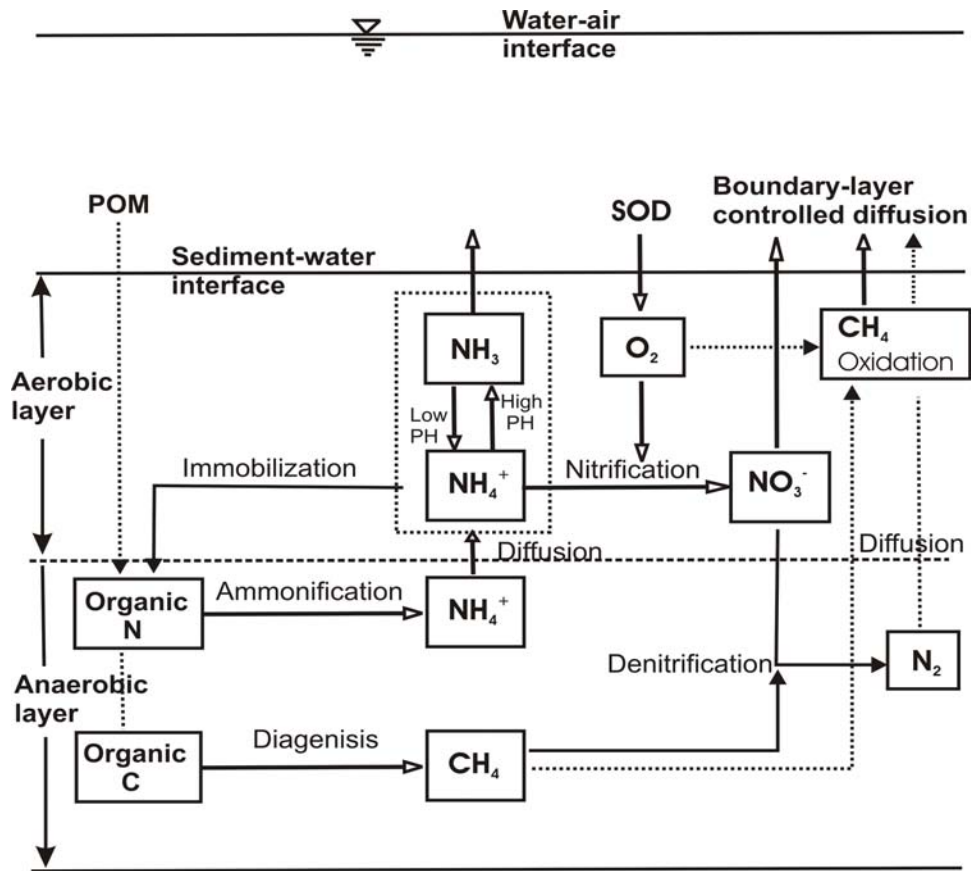 Water-air
interface
POM
SOD
Boundary-layer
controlled diffusion
Sediment-water
interface
NH₃
O₂
CH₄
Oxidation
Aerobic
layer
Low
PH
High
PH
Immobilization
NH₄⁺
Nitrification
NO₃⁻
Diffusion
Diffusion
Organic
N
Ammonification
NH₄⁺
Denitrification
N₂
Anaerobic
layer
Organic
C
Diagenisis
CH₄